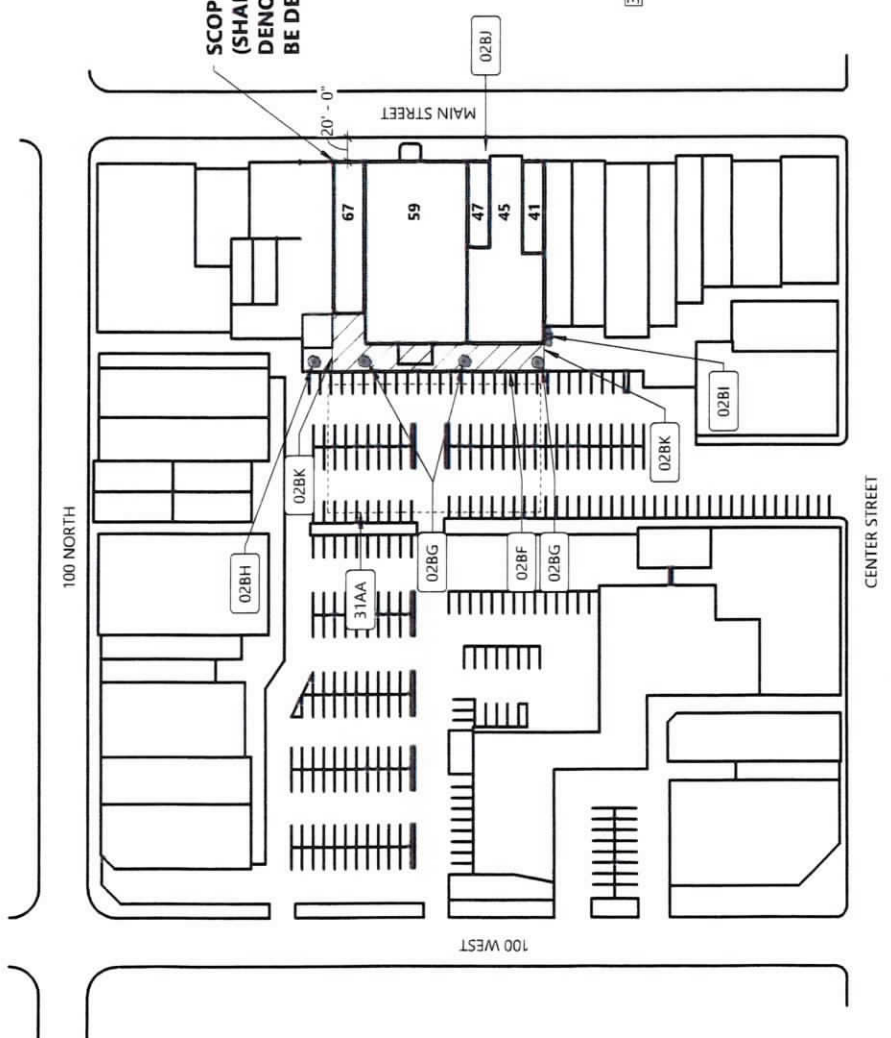 SCOP
(SHAI
DENO
BE DE
02BJ
MAIN STREET
20' - 0"
67
59
47
45
41
02BI
02BK
02BK
100 NORTH
02BH
31AA
02BG
02BF
02BG
CENTER STREET
100 WEST